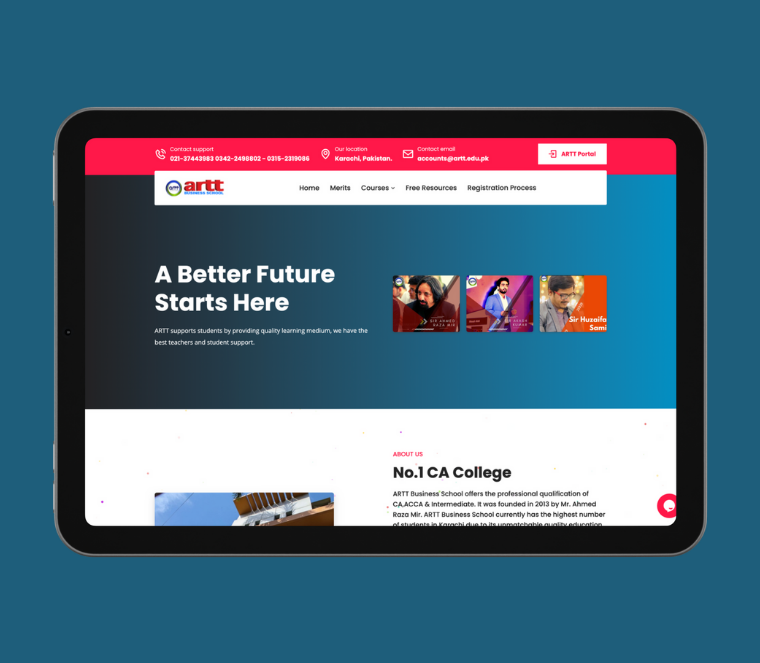 Contact support
021-37443983 0342-2498802 - 0315-2319086
Our location
Karachi, Pakistan.
Contact email
accounts@artt.edu.pk
ARTT Portal
artt
BUSINESS SCHOOL
Home Merits Courses Free Resources Registration Process
A Better Future
Starts Here
ARTT supports students by providing quality learning medium, we have the
best teachers and student support.
SIR AHMED
RAZA MIR
KUMAR
Sir Huzaifa
Sami
ABOUT US
No.1 CA College
ARTT Business School offers the professional qualification of
CA,ACCA & Intermediate. It was founded in 2013 by Mr. Ahmed
Raza Mir. ARTT Business School currently has the highest number
of students in Karachi due to its unmatchable quality education